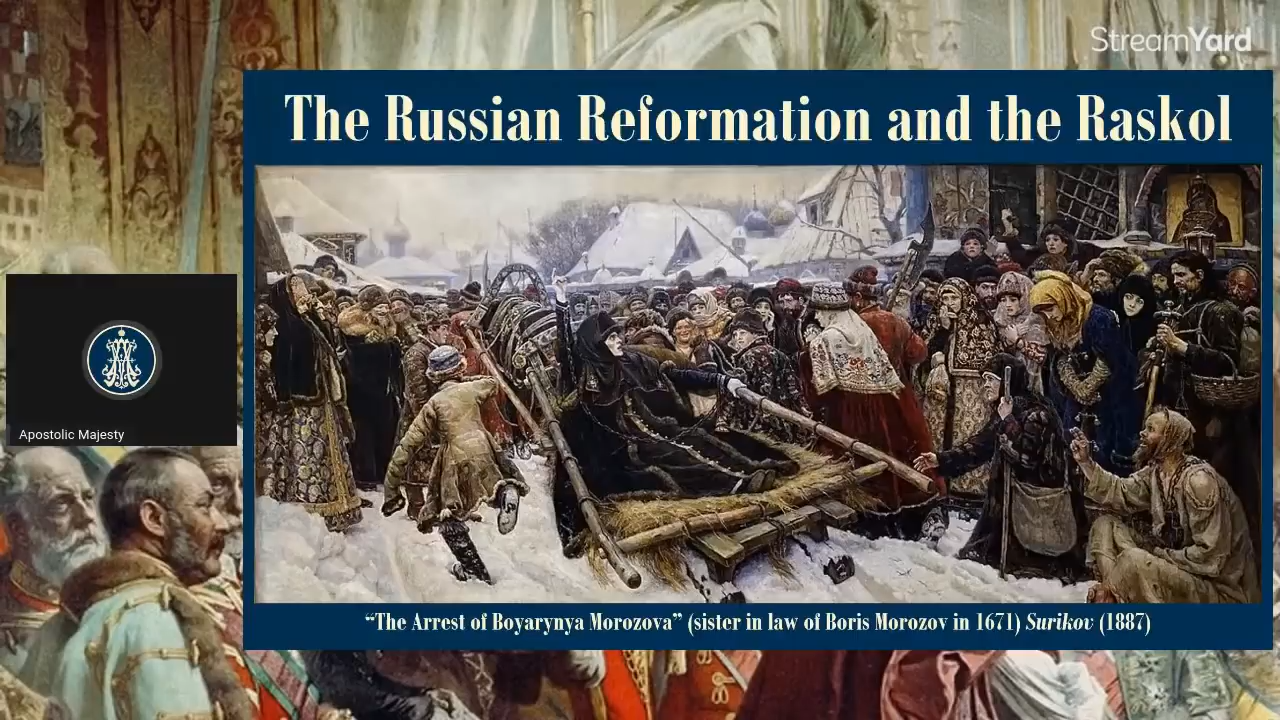 StreamYard
The Russian Reformation and the Raskol
Apostolic Majesty
“The Arrest of Boyarynya Morozova” (sister in law of Boris Morozov in 1671) Surikov (1887)